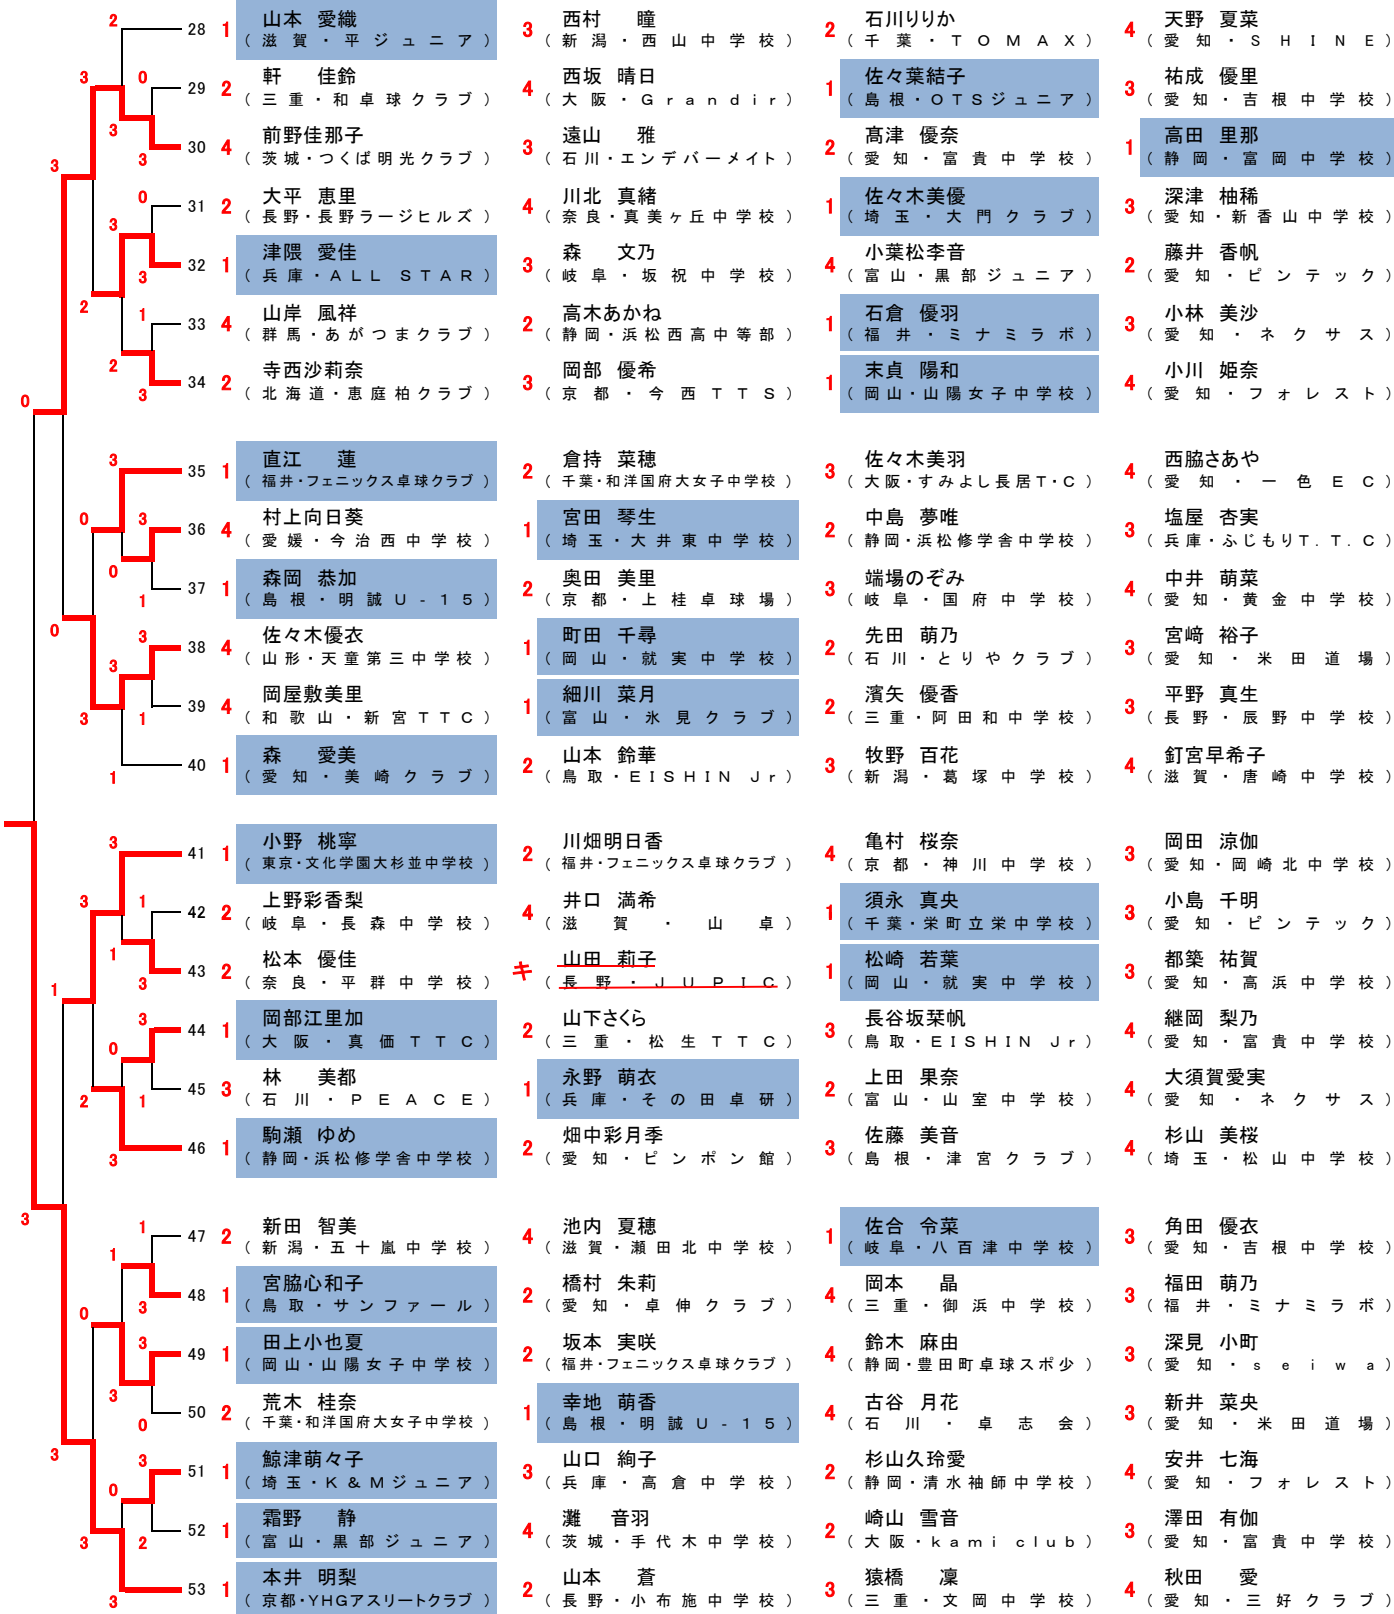 28 1 山本 愛織 3 西村 瞳 2 石川りりか 4 天野 夏菜
（滋賀・平ジュニア） （新潟・西山中学校） （千葉・TOMAX） （愛知・SHINE）
29 2 軒 佳鈴 4 西坂 晴日 1 佐々葉結子 3 祐成 優里
（三重・和卓球クラブ） （大阪・Grandir） （島根・OTSジュニア） （愛知・吉根中学校）
30 4 前野佳那子 3 遠山 雅 2 髙津 優奈 1 高田 里那
（茨城・つくば明光クラブ） （石川・エンデバーメイト） （愛知・富貴中学校） （静岡・富岡中学校）
31 2 大平 恵里 4 川北 真緒 1 佐々木美優 3 深津 柚稀
（長野・長野ラージヒルズ） （奈良・真美ヶ丘中学校） （埼玉・大門クラブ） （愛知・新香山中学校）
32 1 津隈 愛佳 3 森 文乃 4 小葉松李音 2 藤井 香帆
（兵庫・ALL STAR） （岐阜・坂祝中学校） （富山・黒部ジュニア） （愛知・ピンテック）
33 4 山岸 風祥 2 高木あかね 1 石倉 優羽 3 小林 美沙
（群馬・あがつまクラブ） （静岡・浜松西高中等部） （福井・ミナミラボ） （愛知・ネクサス）
34 2 寺西沙莉奈 3 岡部 優希 1 末貞 陽和 4 小川 姫奈
（北海道・恵庭柏クラブ） （京都・今西TTS） （岡山・山陽女子中学校） （愛知・フォレスト）
35 1 直江 蓮 2 倉持 菜穂 3 佐々木美羽 4 西脇さあや
（福井・フェニックス卓球クラブ） （千葉・和洋国府大女子中学校） （大阪・すみよし長居T・C） （愛知・一色EC）
36 4 村上向日葵 1 宮田 琴生 2 中島 夢唯 3 塩屋 杏実
（愛媛・今治西中学校） （埼玉・大井東中学校） （静岡・浜松修学舎中学校） （兵庫・ふじもりT.T.C）
37 1 森岡 恭加 2 奥田 美里 3 端場のぞみ 4 中井 萌菜
（島根・明誠U-15） （京都・上桂卓球場） （岐阜・国府中学校） （愛知・黄金中学校）
38 4 佐々木優衣 1 町田 千尋 2 先田 萌乃 3 宮﨑 裕子
（山形・天童第三中学校） （岡山・就実中学校） （石川・とりやクラブ） （愛知・米田道場）
39 4 岡屋敷美里 1 細川 菜月 2 濱矢 優香 3 平野 真生
（和歌山・新宮TTC） （富山・氷見クラブ） （三重・阿田和中学校） （長野・辰野中学校）
40 1 森 愛美 2 山本 鈴華 3 牧野 百花 4 釘宮早希子
（愛知・美崎クラブ） （鳥取・EISHIN Jr） （新潟・葛塚中学校） （滋賀・唐崎中学校）
41 1 小野 桃寧 2 川畑明日香 4 亀村 桜奈 3 岡田 涼伽
（東京・文化学園大杉並中学校） （福井・フェニックス卓球クラブ） （京都・神川中学校） （愛知・岡崎北中学校）
42 2 上野彩香梨 4 井口 満希 1 須永 真央 3 小島 千明
（岐阜・長森中学校） （滋賀・山卓） （千葉・栄町立栄中学校） （愛知・ピンテック）
43 2 松本 優佳 キ 山田 莉子 1 松崎 若葉 3 都築 祐賀
（奈良・平群中学校） （長野・JUPIC） （岡山・就実中学校） （愛知・高浜中学校）
44 1 岡部江里加 2 山下さくら 3 長谷坂栞帆 4 継岡 梨乃
（大阪・真価TTC） （三重・松生TTC） （鳥取・EISHIN Jr） （愛知・富貴中学校）
45 3 林 美都 1 永野 萌衣 2 上田 果奈 4 大須賀愛実
（石川・PEACE） （兵庫・その田卓研） （富山・山室中学校） （愛知・ネクサス）
46 1 駒瀬 ゆめ 2 畑中彩月季 3 佐藤 美音 4 杉山 美桜
（静岡・浜松修学舎中学校） （愛知・ピンポン館） （島根・津宮クラブ） （埼玉・松山中学校）
47 2 新田 智美 4 池内 夏穂 1 佐合 令菜 3 角田 優衣
（新潟・五十嵐中学校） （滋賀・瀬田北中学校） （岐阜・八百津中学校） （愛知・吉根中学校）
48 1 宮脇心和子 2 橋村 朱莉 4 岡本 晶 3 福田 萌乃
（鳥取・サンファール） （愛知・卓伸クラブ） （三重・御浜中学校） （福井・ミナミラボ）
49 1 田上小也夏 2 坂本 実咲 4 鈴木 麻由 3 深見 小町
（岡山・山陽女子中学校） （福井・フェニックス卓球クラブ） （静岡・豊田町卓球スポ少） （愛知・seiwa）
50 2 荒木 桂奈 1 幸地 萌香 4 古谷 月花 3 新井 菜央
（千葉・和洋国府大女子中学校） （島根・明誠U-15） （石川・卓志会） （愛知・米田道場）
51 1 鯨津萌々子 3 山口 絢子 2 杉山久玲愛 4 安井 七海
（埼玉・K&Mジュニア） （兵庫・高倉中学校） （静岡・清水袖師中学校） （愛知・フォレスト）
52 1 霜野 静 4 灘 音羽 2 崎山 雪音 3 澤田 有伽
（富山・黒部ジュニア） （茨城・手代木中学校） （大阪・kami club） （愛知・富貴中学校）
53 1 本井 明梨 2 山本 蒼 3 猿橋 凜 4 秋田 愛
（京都・YHGアスリートクラブ） （長野・小布施中学校） （三重・文岡中学校） （愛知・三好クラブ）